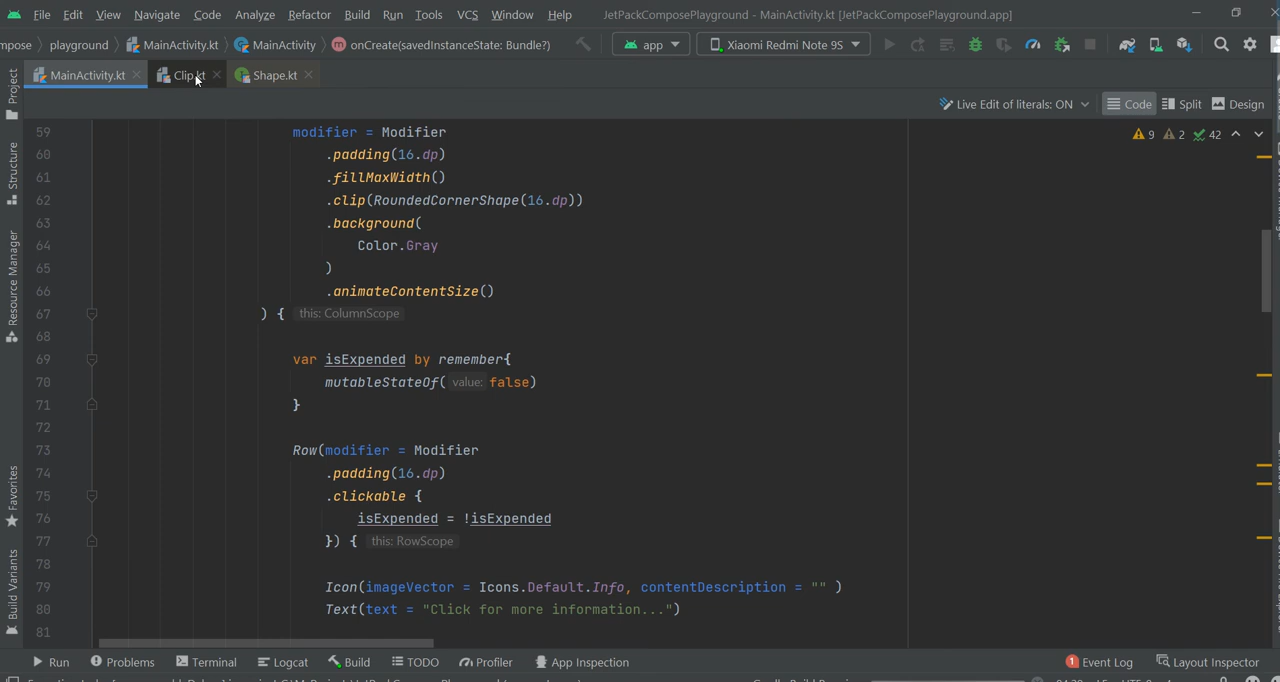 File Edit View Navigate Code Analyze Refactor Build Run Tools VCS Window Help JetPackComposePlayground - MainActivity.kt [JetPackComposePlayground.app]
mpose playground MainActivity.kt MainActivity onCreate(savedInstanceState: Bundle?) app Xiaomi Redmi Note 9S
MainActivity.kt Clip.kt Shape.kt
Live Edit of literals: ON Code Split Design
9 2 42
59 modifier = Modifier
60 .padding(16.dp)
61 .fillMaxWidth()
62 .clip(RoundedCornerShape(16.dp))
63 .background(
64 Color.Gray
65 )
66 .animateContentSize()
67 ) { this: ColumnScope
68
69 var isExpended by remember{
70 mutableStateOf( value: false)
71 }
72
73 Row(modifier = Modifier
74 .padding(16.dp)
75 .clickable {
76 isExpended = !isExpended
77 }) { this: RowScope
78
79 Icon(imageVector = Icons.Default.Info, contentDescription = "" )
80 Text(text = "Click for more information...")
81
Project
Structure
Resource Manager
Favorites
Build Variants
Run Problems Terminal Logcat Build TODO Profiler App Inspection 1 Event Log Layout Inspector